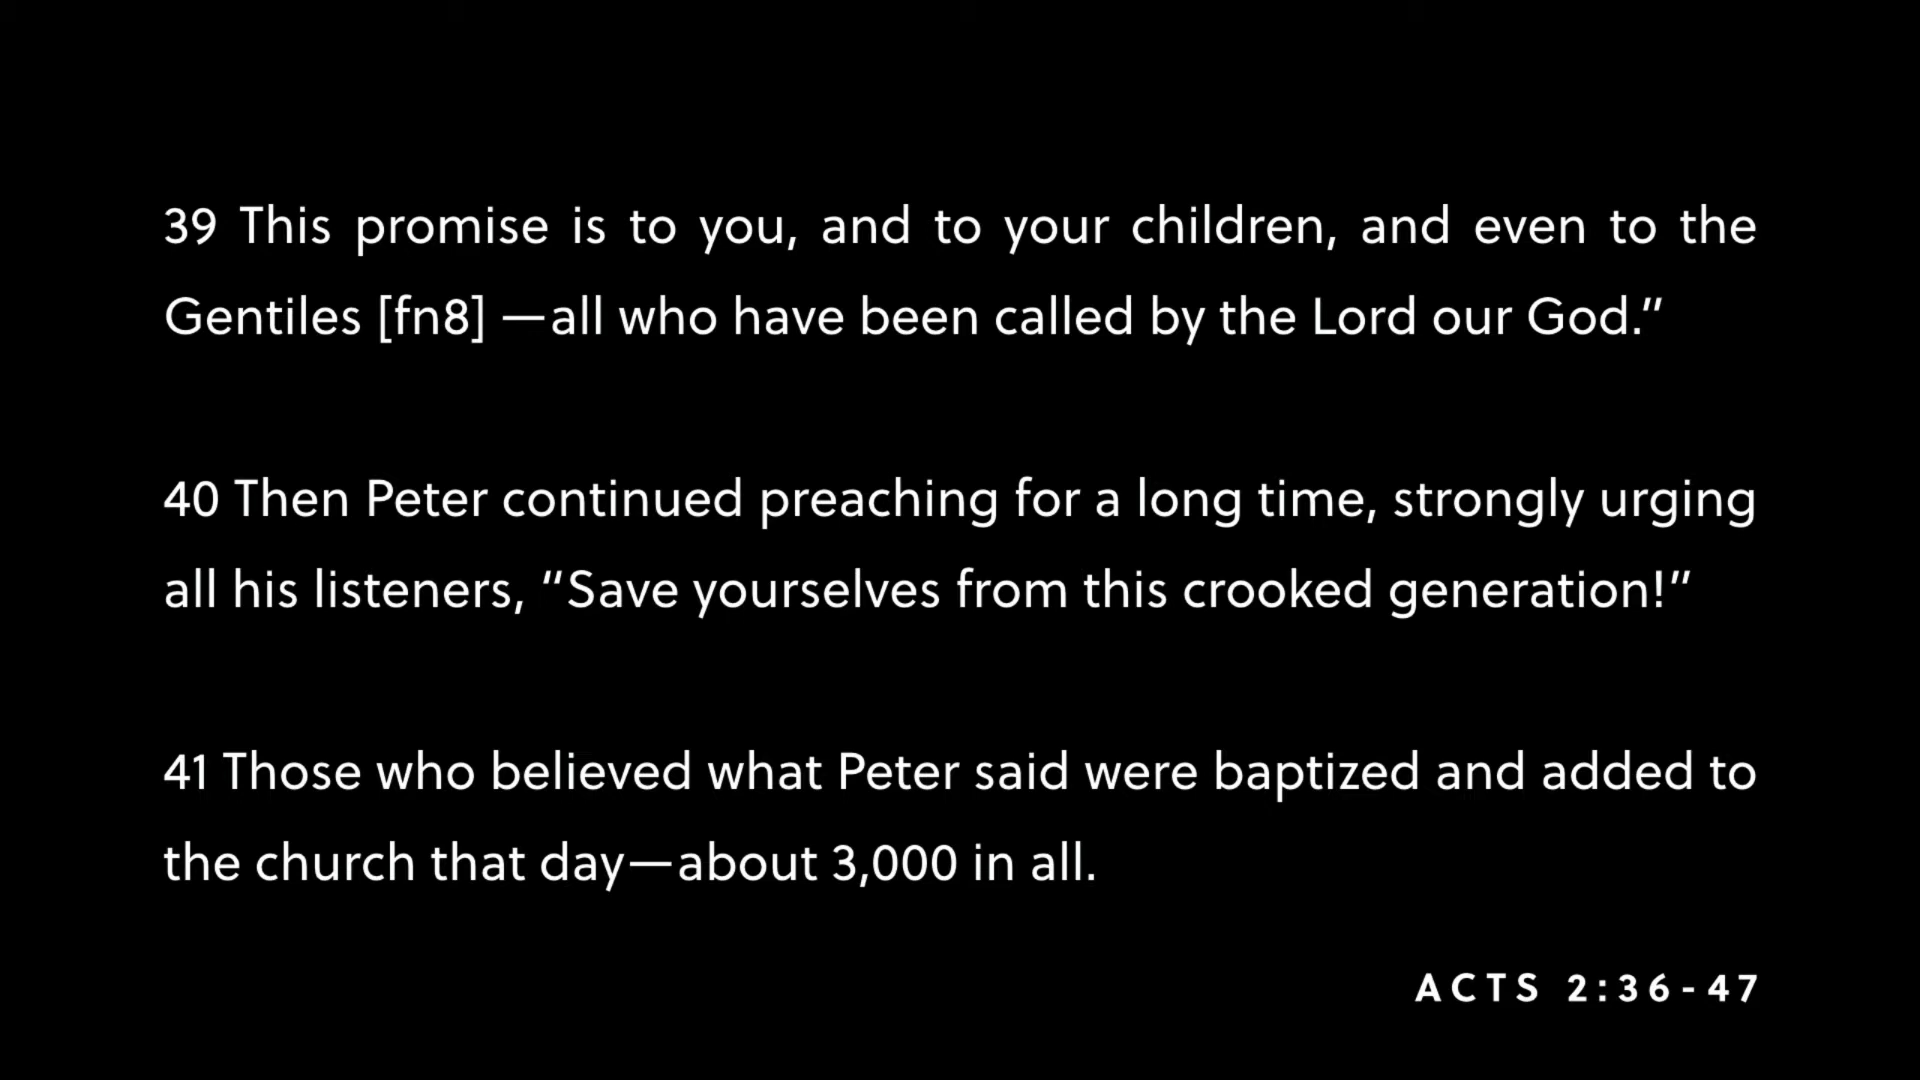 39 This promise is to you, and to your children, and even to the
Gentiles [fn8] —all who have been called by the Lord our God.”
40 Then Peter continued preaching for a long time, strongly urging
all his listeners, “Save yourselves from this crooked generation!”
41 Those who believed what Peter said were baptized and added to
the church that day—about 3,000 in all.
ACTS 2:36-47